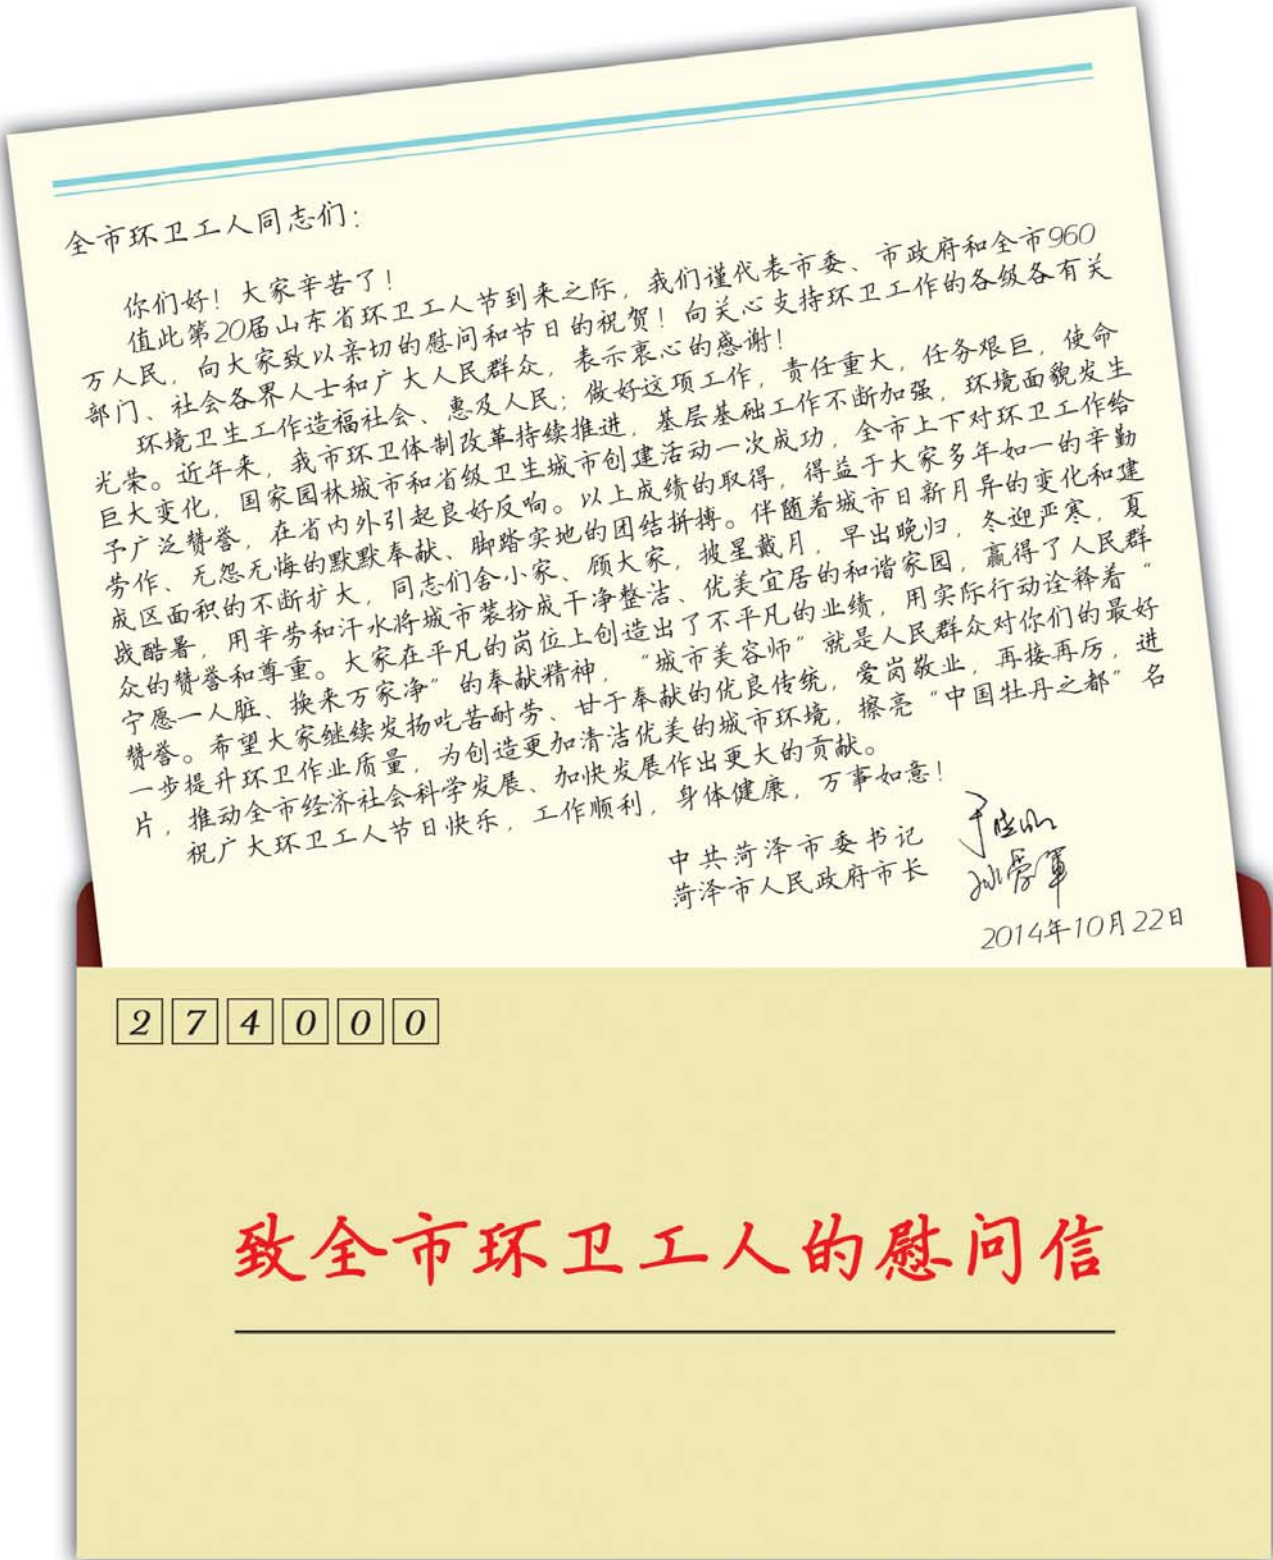 全市环卫工人同志们：
你们好！大家辛苦了！
值此第20届山东省环卫工人节到来之际，我们谨代表市委、市政府和全市960
万人民，向大家致以亲切的慰问和节日的祝贺！向关心支持环卫工作的各级各有关
部门、社会各界人士和广大人民群众，表示衷心的感谢！
环境卫生工作造福社会、惠及人民；做好这项工作，责任重大，任务艰巨，使命
光荣。近年来，我市环卫体制改革持续推进，基层基础工作不断加强，环境面貌发生
巨大变化，国家园林城市和省级卫生城市创建活动一次成功，全市上下对环卫工作给
予广泛赞誉，在省内外引起良好反响。以上成绩的取得，得益于大家多年如一的辛勤
劳作、无怨无悔的默默奉献、脚踏实地的团结拼搏。伴随着城市日新月异的变化和建
成区面积的不断扩大，同志们舍小家、顾大家，披星戴月，早出晚归，冬迎严寒，夏
战酷暑，用辛劳和汗水将城市装扮成干净整洁、优美宜居的和谐家园，赢得了人民群
众的赞誉和尊重。大家在平凡的岗位上创造出了不平凡的业绩，用实际行动诠释着“
宁愿一人脏、换来万家净”的奉献精神，“城市美容师”就是人民群众对你们的最好
赞誉。希望大家继续发扬吃苦耐劳、甘于奉献的优良传统，爱岗敬业，再接再厉，进
一步提升环卫作业质量，为创造更加清洁优美的城市环境，擦亮“中国牡丹之都”名
片，推动全市经济社会科学发展、加快发展作出更大的贡献。
祝广大环卫工人节日快乐，工作顺利，身体健康，万事如意！
中共菏泽市委书记
菏泽市人民政府市长 孙爱军
2014年10月22日
274000
致全市环卫工人的慰问信